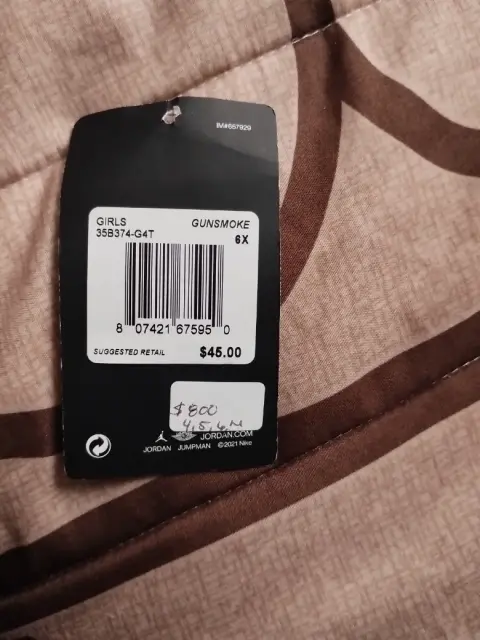 IM#667929
GIRLS GUNSMOKE
35B374-G4T 6X
8 07421 67595 0
SUGGESTED RETAIL $45.00
$800
4,5,6
JORDAN.COM
JORDAN JUMPMAN ©2021 Nike